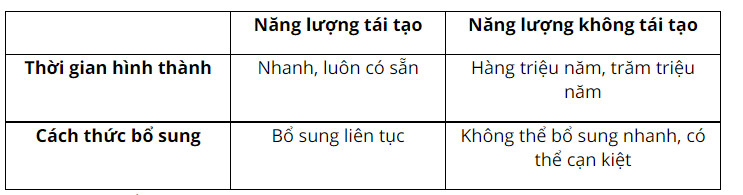 Năng lượng tái tạo
Năng lượng không tái tạo
Thời gian hình thành
Nhanh, luôn có sẵn
Hàng triệu năm, trăm triệu
năm
Cách thức bổ sung
Bổ sung liên tục
Không thể bổ sung nhanh, có
thể cạn kiệt